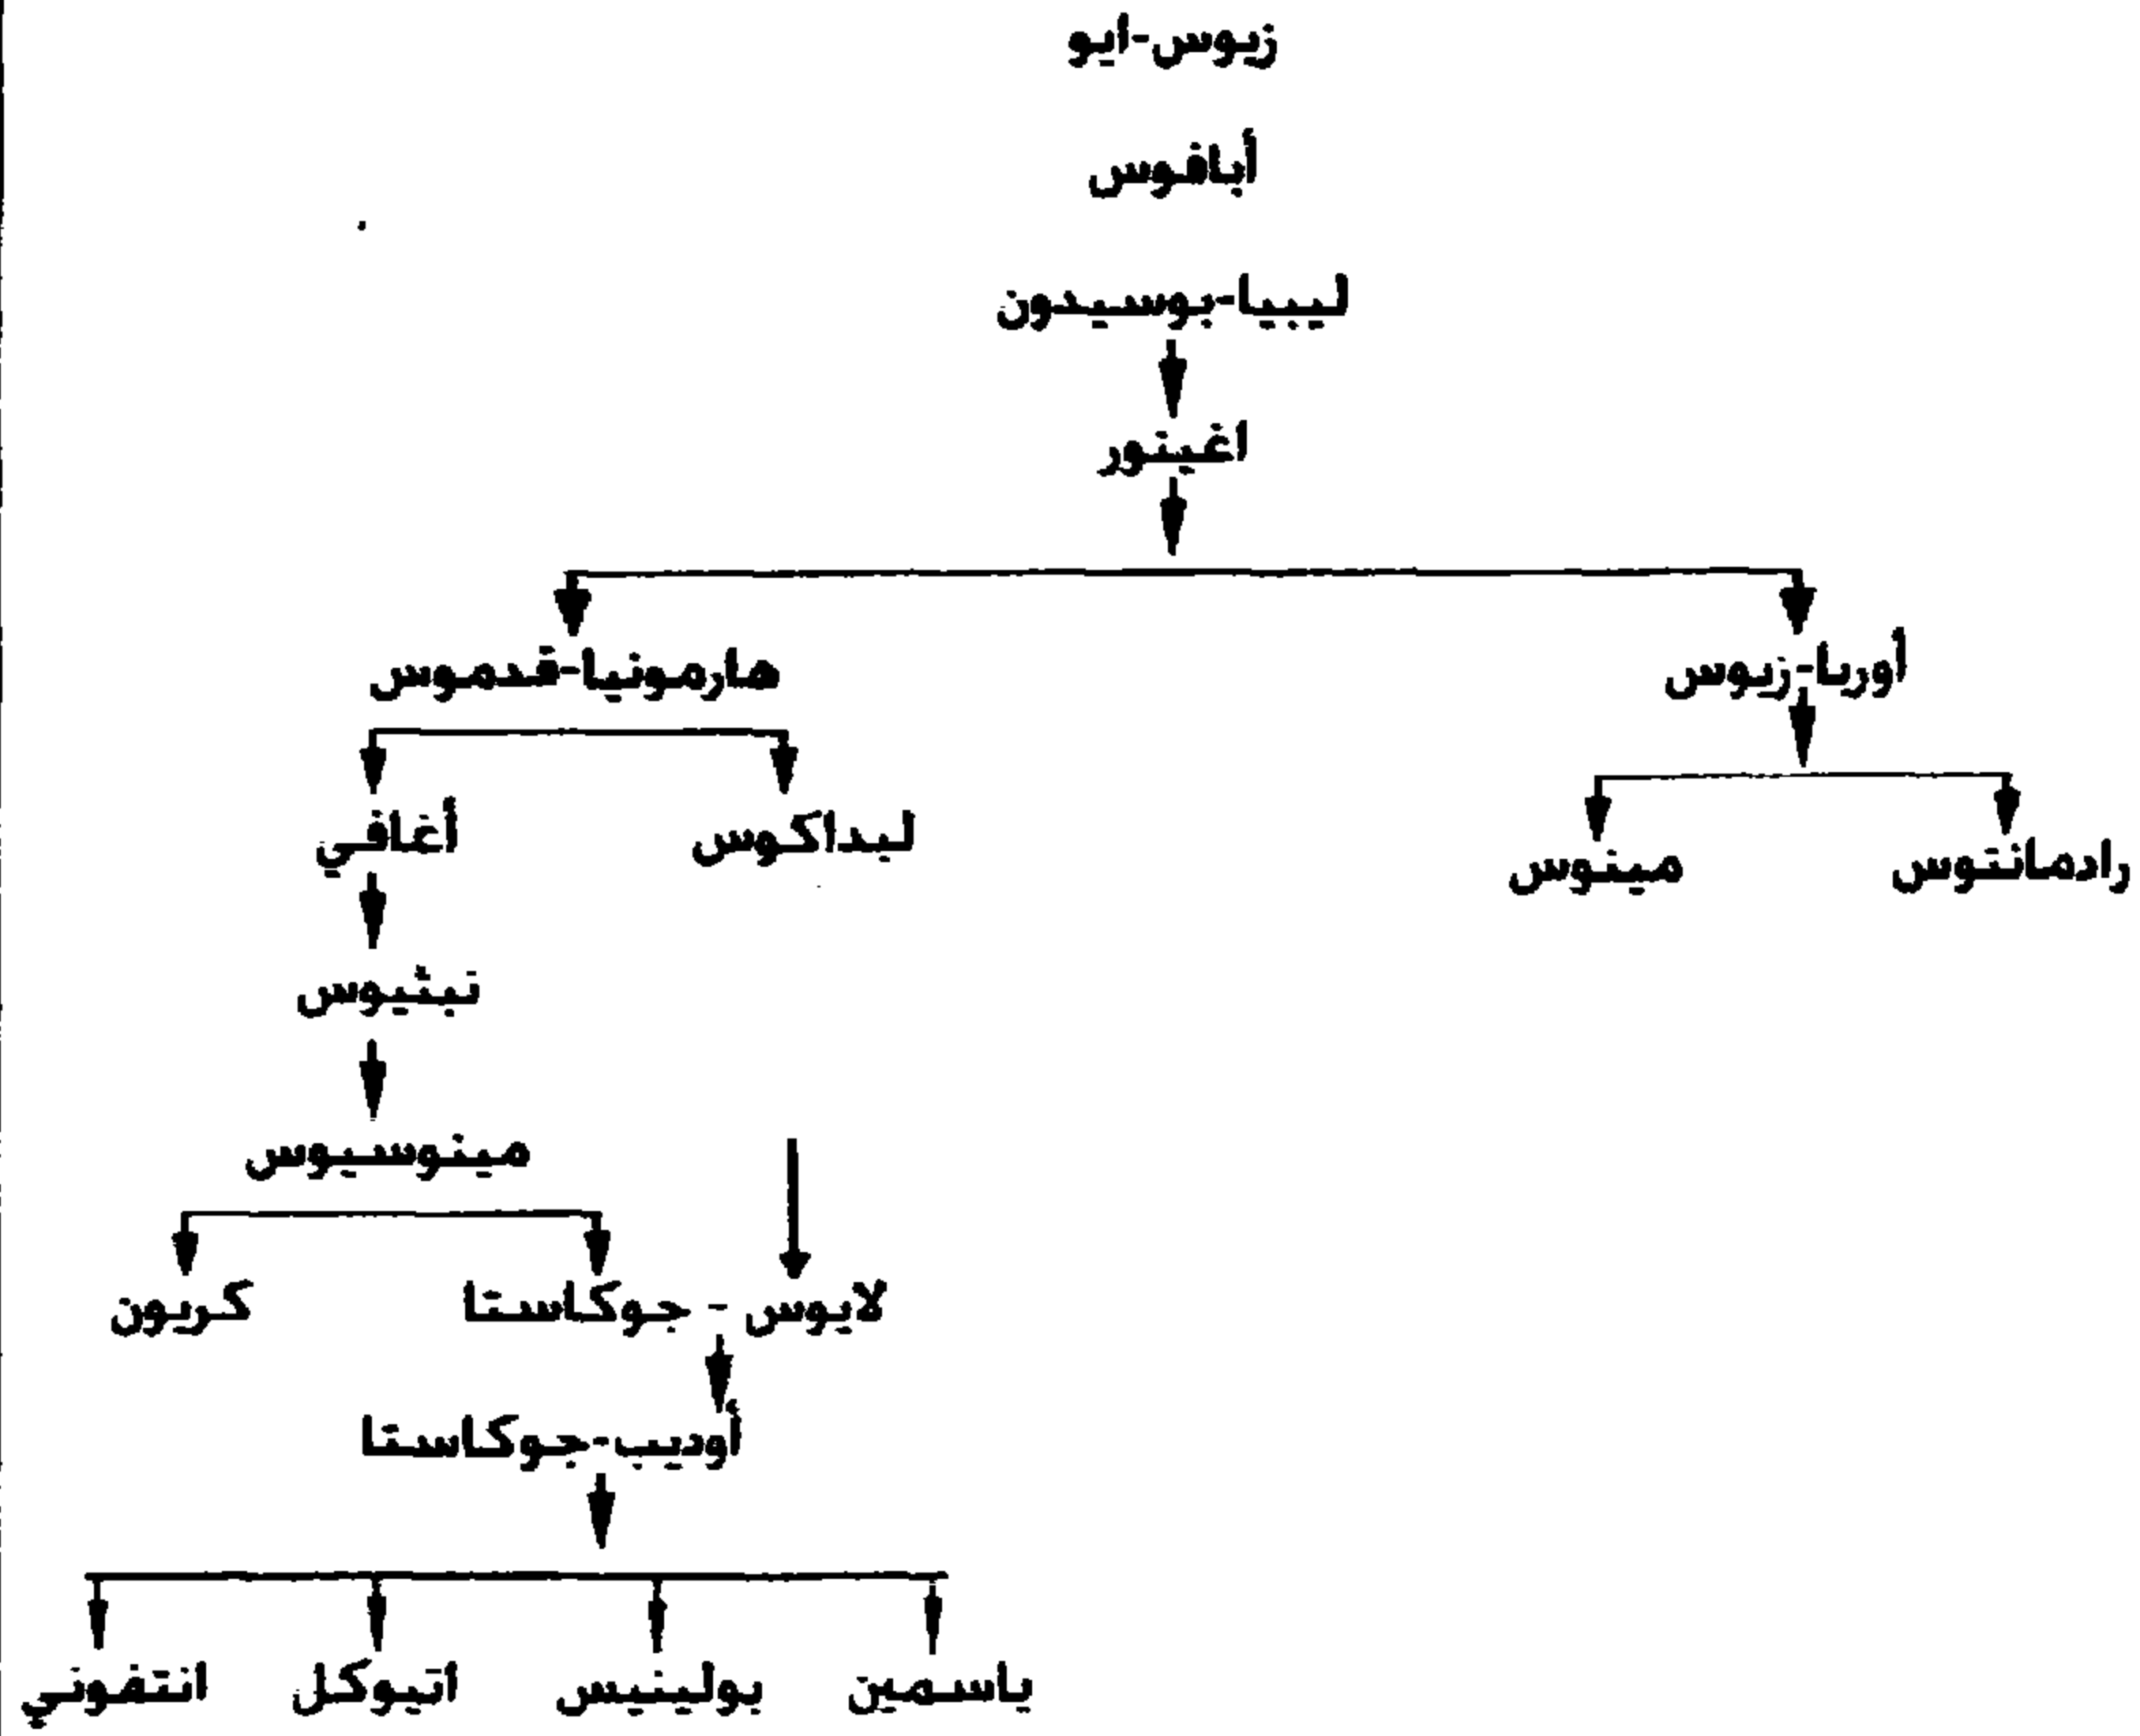 زيوس-ايو
أبافوس
ليبيا-بوسيدون
اغينور
أوربا-زيوس
هارمونيا-قدموس
رادمانتوس
مينوس
لبداكوس
أغافي
نبثيوس
مينوسيوس
لايوس - جوكاستا
كريون
أوديب-جوكاستا
ياسمين
بولينيس
اتيوكل
انتفوني